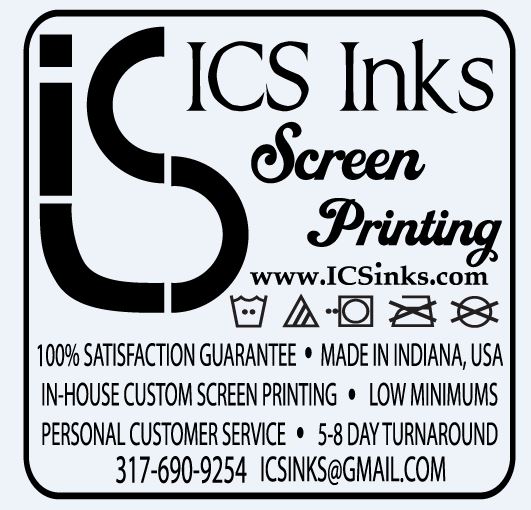 iCS
ICS Inks
Screen
Printing
www.ICSinks.com
100% SATISFACTION GUARANTEE • MADE IN INDIANA, USA
IN-HOUSE CUSTOM SCREEN PRINTING • LOW MINIMUMS
PERSONAL CUSTOMER SERVICE • 5-8 DAY TURNAROUND
317-690-9254 ICSINKS@GMAIL.COM